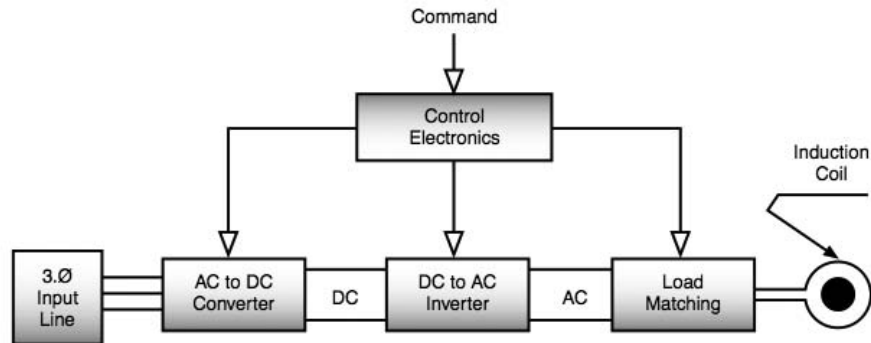 Command
Control
Electronics
Induction
Coil
3.Ø
Input
Line
AC to DC
Converter
DC
DC to AC
Inverter
AC
Load
Matching